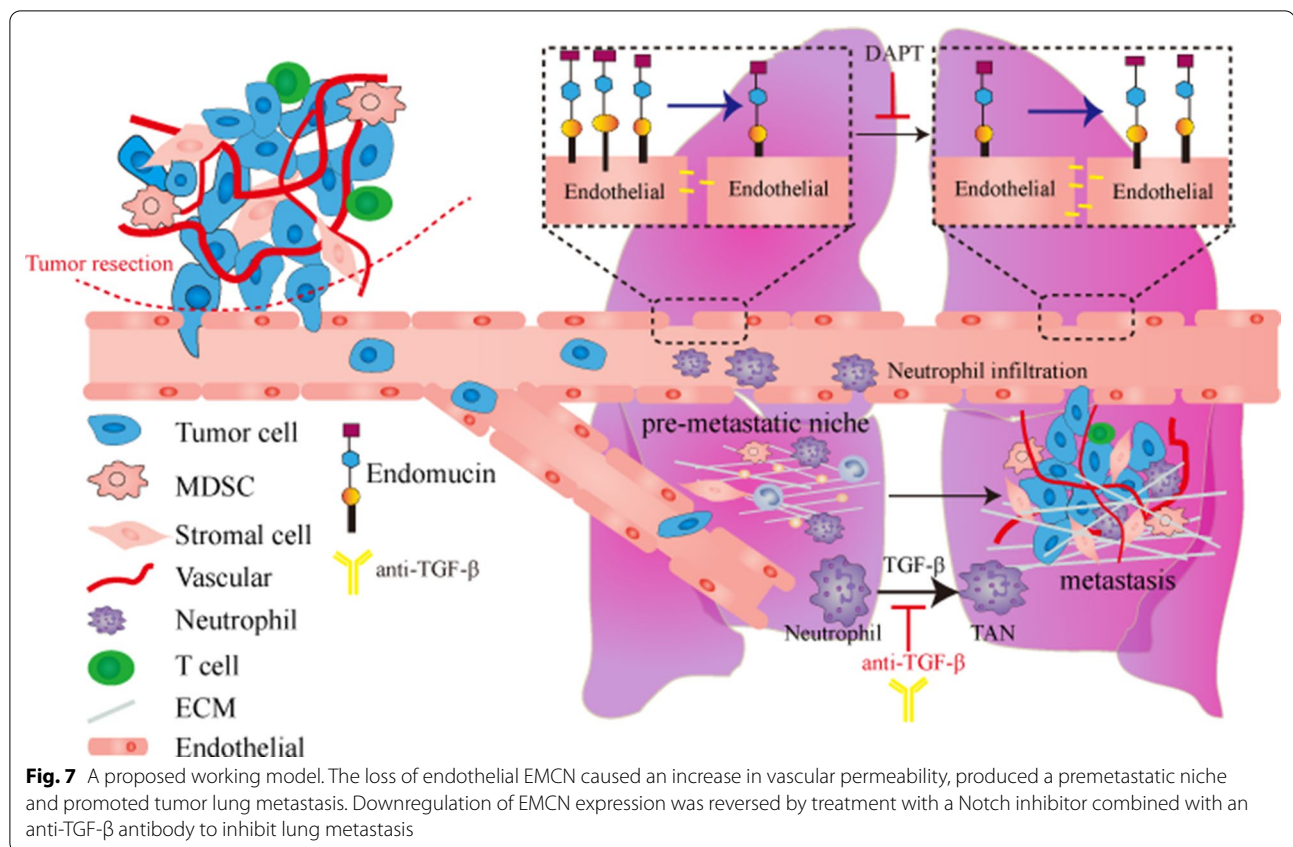 DAPT
Endothelial
Endothelial
Endothelial
Endothelial
Tumor resection
Neutrophil infiltration
pre-metastatic niche
Tumor cell
MDSC
Stromal cell
Vascular
Neutrophil
T cell
ECM
Endothelial
Endomucin
anti-TGF-β
TGF-β
Neutrophil
TAN
metastasis
anti-TGF-β
Fig. 7 A proposed working model. The loss of endothelial EMCN caused an increase in vascular permeability, produced a premetastatic niche
and promoted tumor lung metastasis. Downregulation of EMCN expression was reversed by treatment with a Notch inhibitor combined with an
anti-TGF-β antibody to inhibit lung metastasis